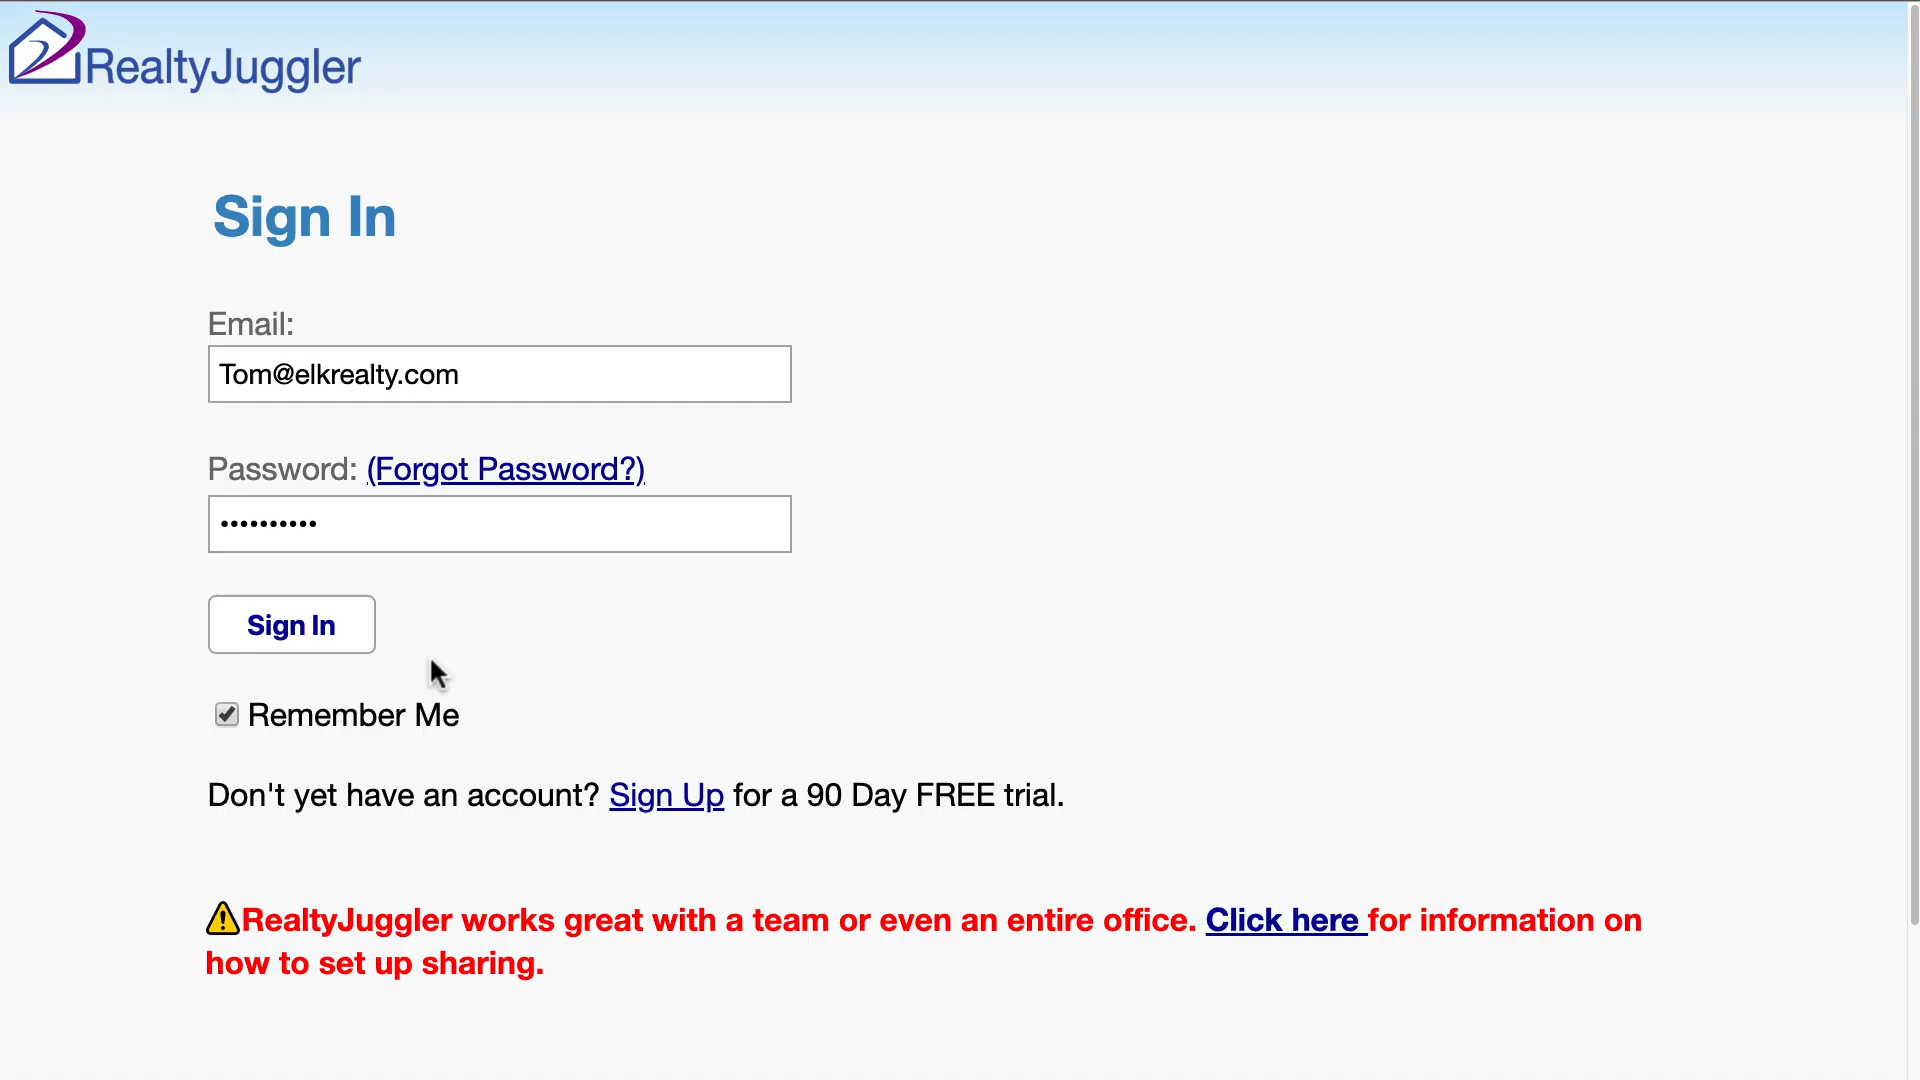 RealtyJuggler
Sign In
Email:
Tom@elkrealty.com
Password: (Forgot Password?)
••••••••••
Sign In
Remember Me
Don't yet have an account? Sign Up for a 90 Day FREE trial.
RealtyJuggler works great with a team or even an entire office. Click here for information on
how to set up sharing.